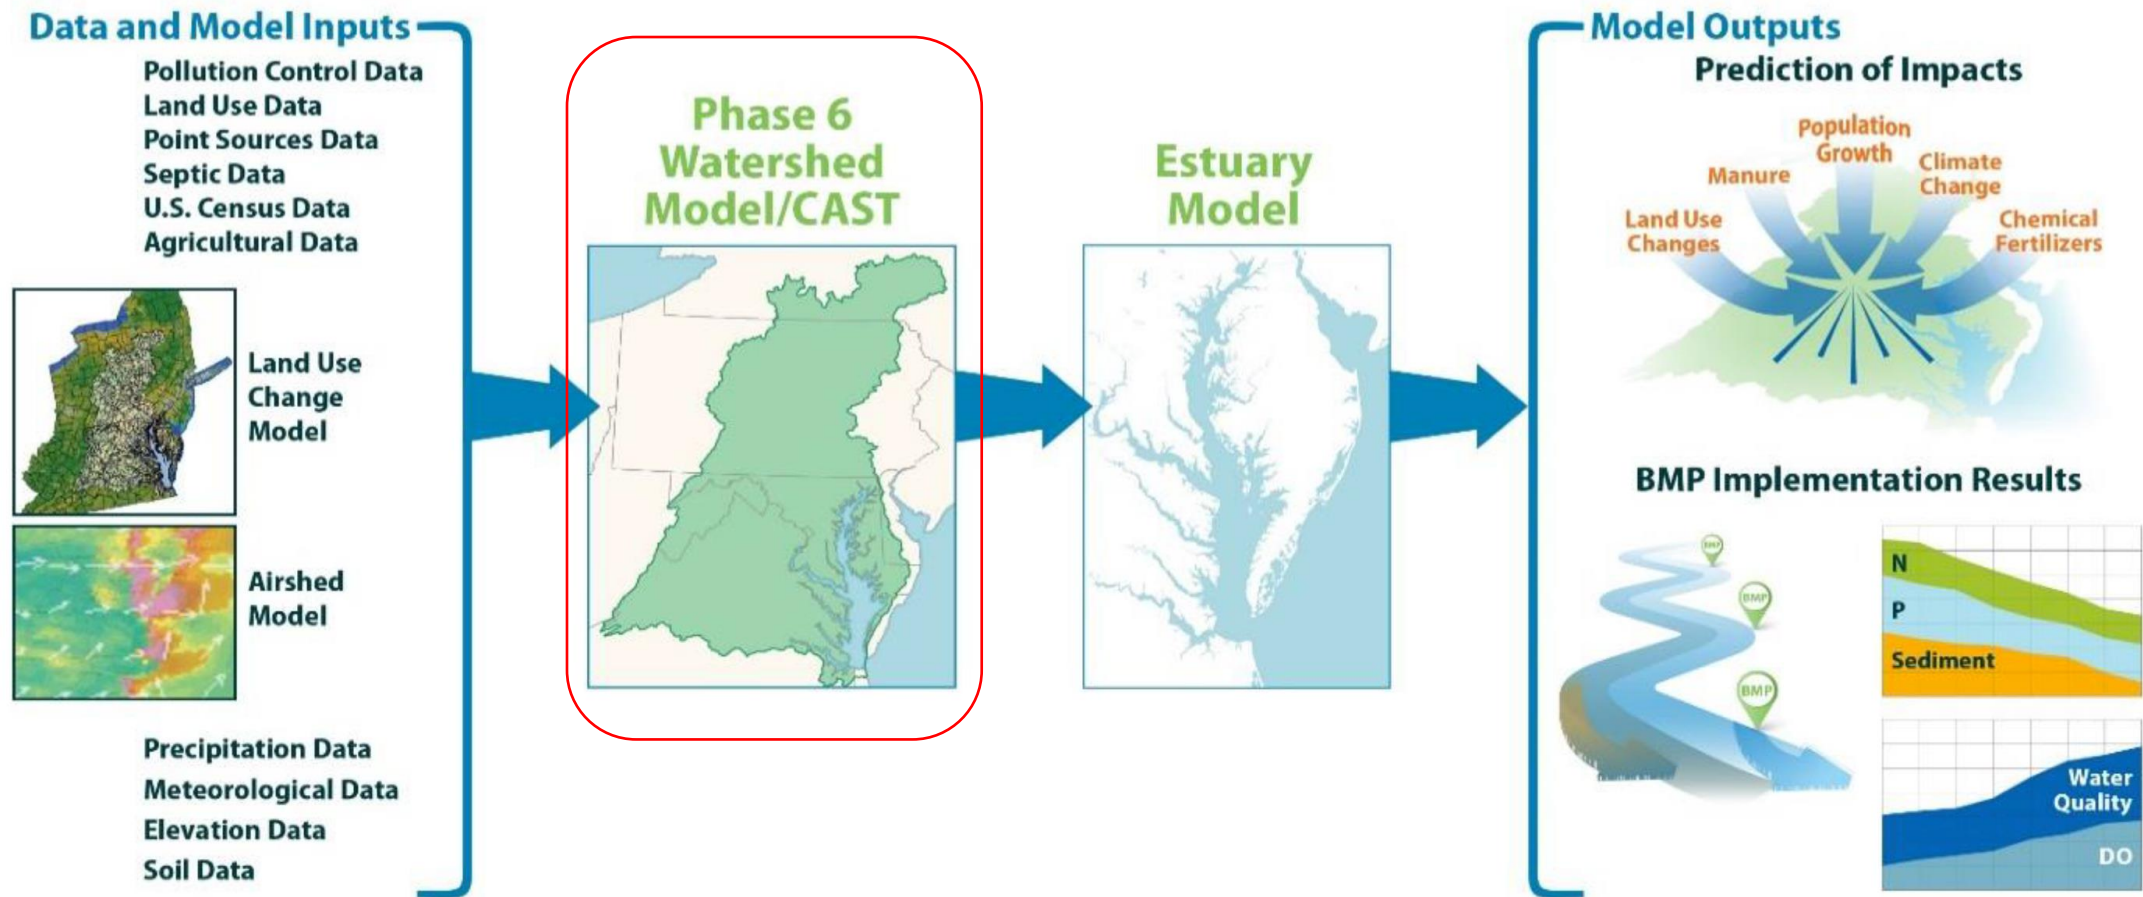 Data and Model Inputs
Pollution Control Data
Land Use Data
Point Sources Data
Septic Data
U.S. Census Data
Agricultural Data
Land Use
Change
Model
Airshed
Model
Precipitation Data
Meteorological Data
Elevation Data
Soil Data
Phase 6
Watershed
Model/CAST
Estuary
Model
Model Outputs
Prediction of Impacts
Land Use
Changes
Manure
Population
Growth
Climate
Change
Chemical
Fertilizers
BMP Implementation Results
BMP
BMP
BMP
N
P
Sediment
Water
Quality
DO